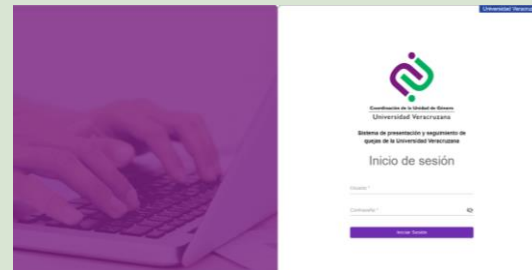 Universidad Veracruz
Coordinación de la Unidad de Género
Universidad Veracruzana
Sistema de presentación y seguimiento de
quejas de la Universidad Veracruzana
Inicio de sesión
Usuario *
Contraseña *
Iniciar Sesión